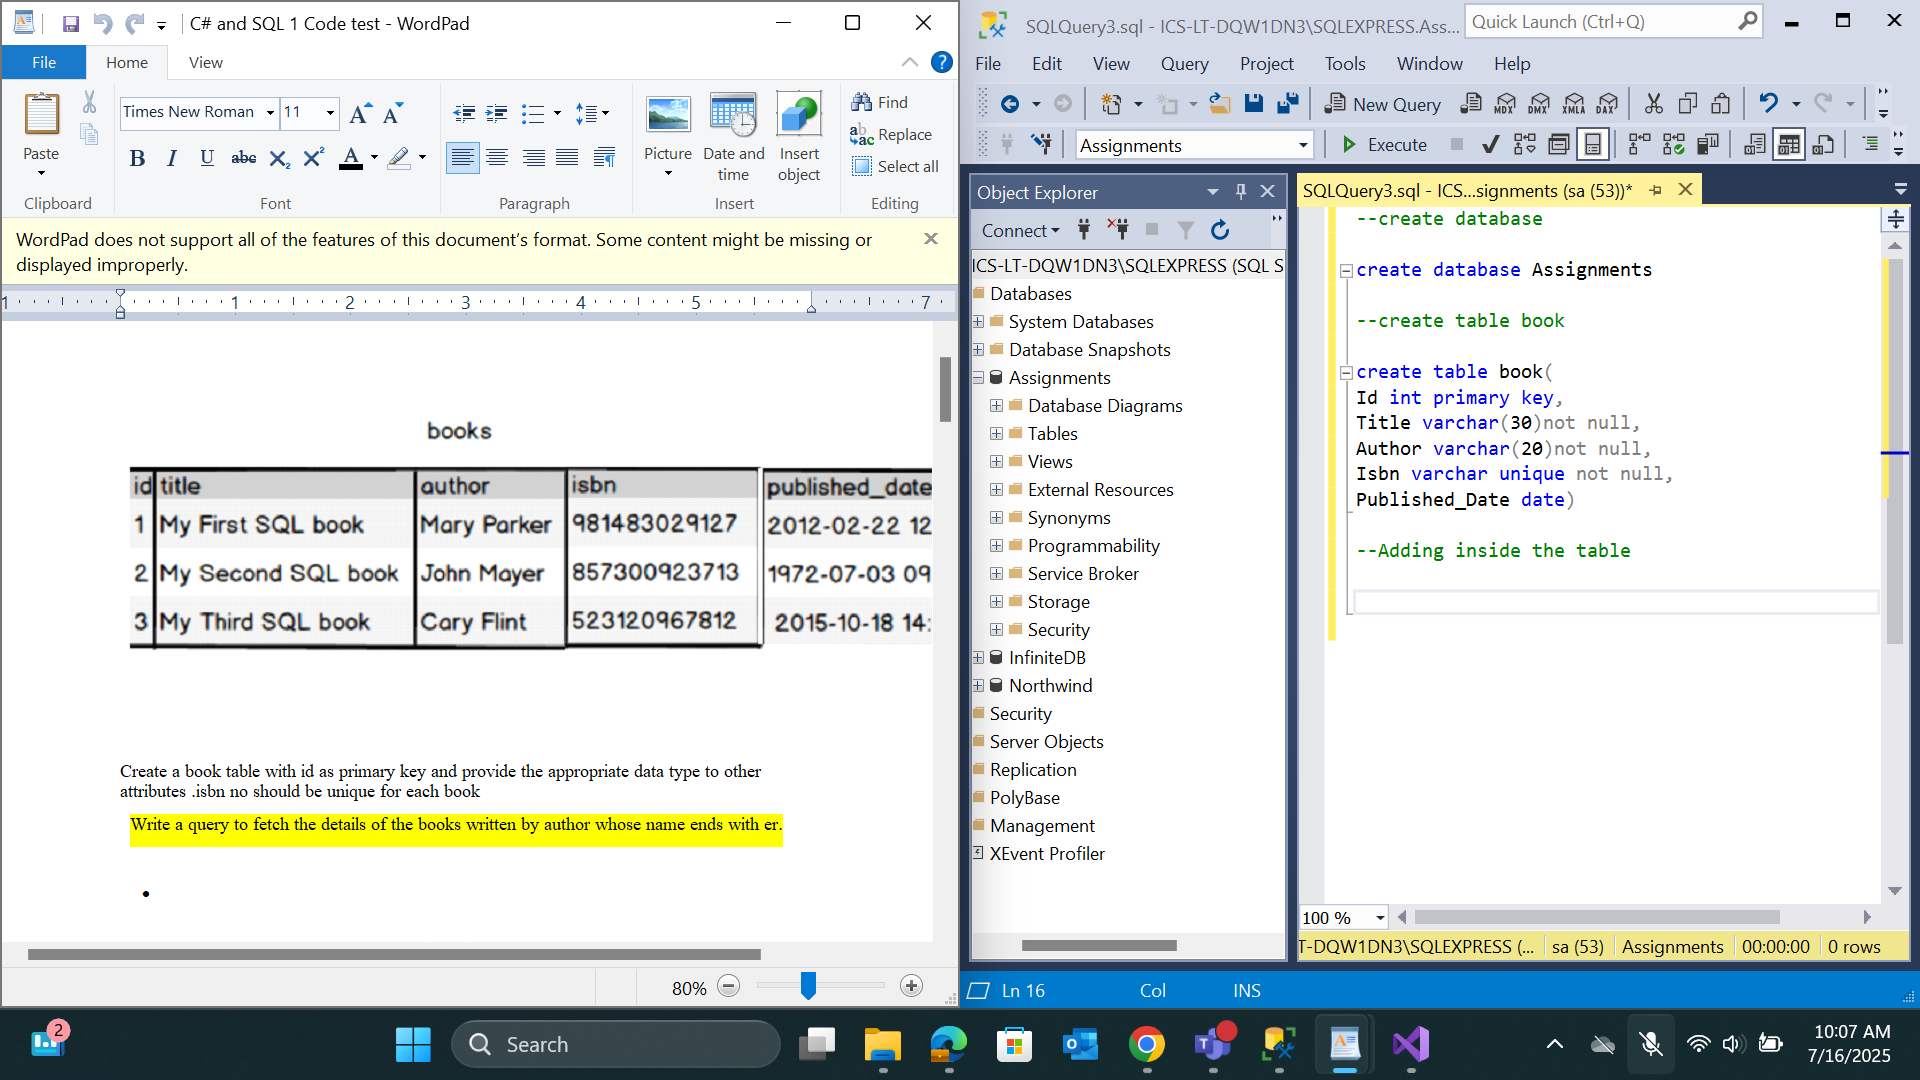 C# and SQL 1 Code test - WordPad
File
Home
View
Paste
Clipboard
Times New Roman
11
Font
Paragraph
Picture
Date and time
Insert object
Insert
Find
Replace
Select all
Editing
WordPad does not support all of the features of this document's format. Some content might be missing or
displayed improperly.
1 1 2 3 4 5 7
books
id title author isbn published_date
1 My First SQL book Mary Parker 981483029127 2012-02-22 12
2 My Second SQL book John Mayer 857300923713 1972-07-03 09
3 My Third SQL book Cary Flint 523120967812 2015-10-18 14:
Create a book table with id as primary key and provide the appropriate data type to other
attributes .isbn no should be unique for each book
Write a query to fetch the details of the books written by author whose name ends with er.
80%
SQLQuery3.sql - ICS-LT-DQW1DN3\SQLEXPRESS.Ass...
Quick Launch (Ctrl+Q)
File Edit View Query Project Tools Window Help
New Query
MDX DMX XMLA DAX
Assignments
Execute
Object Explorer
Connect
ICS-LT-DQW1DN3\SQLEXPRESS (SQL S
Databases
System Databases
Database Snapshots
Assignments
Database Diagrams
Tables
Views
External Resources
Synonyms
Programmability
Service Broker
Storage
Security
InfiniteDB
Northwind
Security
Server Objects
Replication
PolyBase
Management
XEvent Profiler
SQLQuery3.sql - ICS...signments (sa (53))*
--create database
create database Assignments
--create table book
create table book(
Id int primary key,
Title varchar(30)not null,
Author varchar(20)not null,
Isbn varchar unique not null,
Published_Date date)
--Adding inside the table
100 %
T-DQW1DN3\SQLEXPRESS (... sa (53) Assignments 00:00:00 0 rows
Ln 16 Col INS
2
Search
10:07 AM
7/16/2025